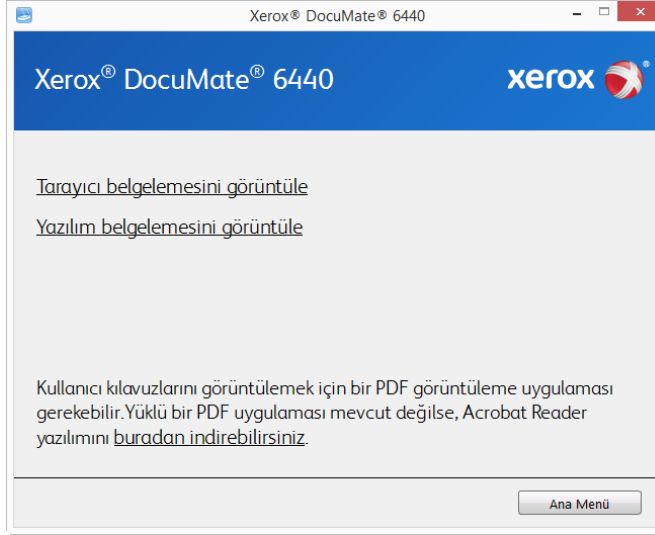 Xerox® DocuMate® 6440
Xerox® DocuMate® 6440
xerox®
Tarayıcı belgelemesini görüntüle
Yazılım belgelemesini görüntüle
Kullanıcı kılavuzlarını görüntülemek için bir PDF görüntüleme uygulaması
gerekebilir.Yüklü bir PDF uygulaması mevcut değilse, Acrobat Reader
yazılımını buradan indirebilirsiniz.
Ana Menü